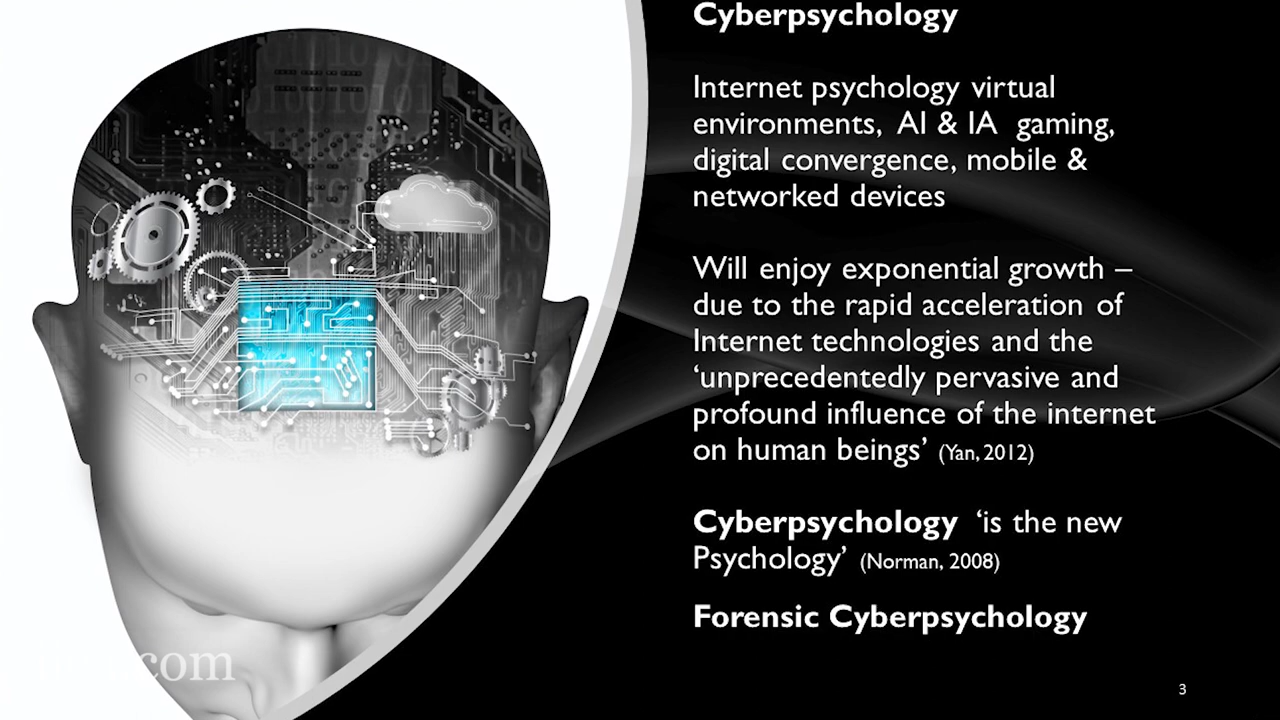 Cyberpsychology
Internet psychology virtual
environments, AI & IA gaming,
digital convergence, mobile &
networked devices
Will enjoy exponential growth –
due to the rapid acceleration of
Internet technologies and the
‘unprecedentedly pervasive and
profound influence of the internet
on human beings’ (Yan, 2012)
Cyberpsychology ‘is the new
Psychology’ (Norman, 2008)
Forensic Cyberpsychology
.com
3